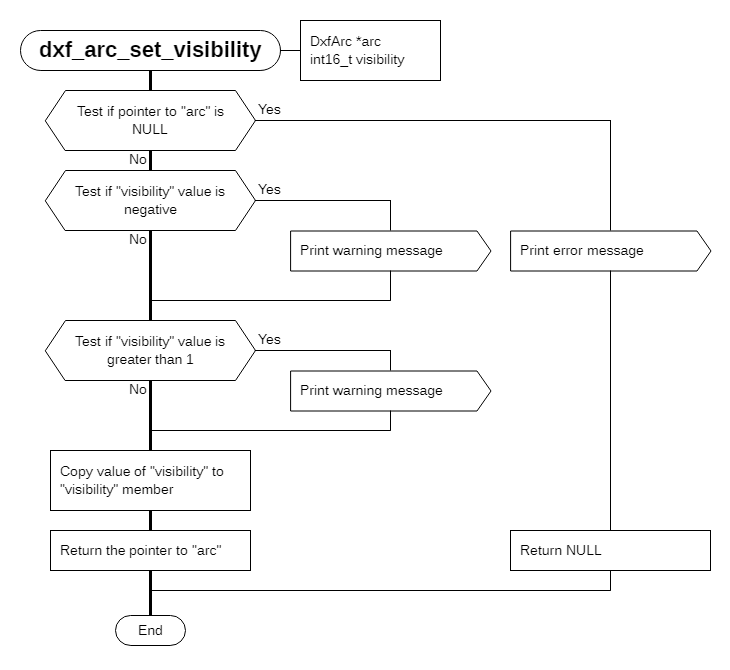 dxf_arc_set_visibility
DxfArc *arc
int16_t visibility
Test if pointer to "arc" is
NULL
Yes
No
Test if "visibility" value is
negative
Yes
No
Print warning message
Print error message
Test if "visibility" value is
greater than 1
Yes
No
Print warning message
Copy value of "visibility" to
"visibility" member
Return the pointer to "arc"
Return NULL
End